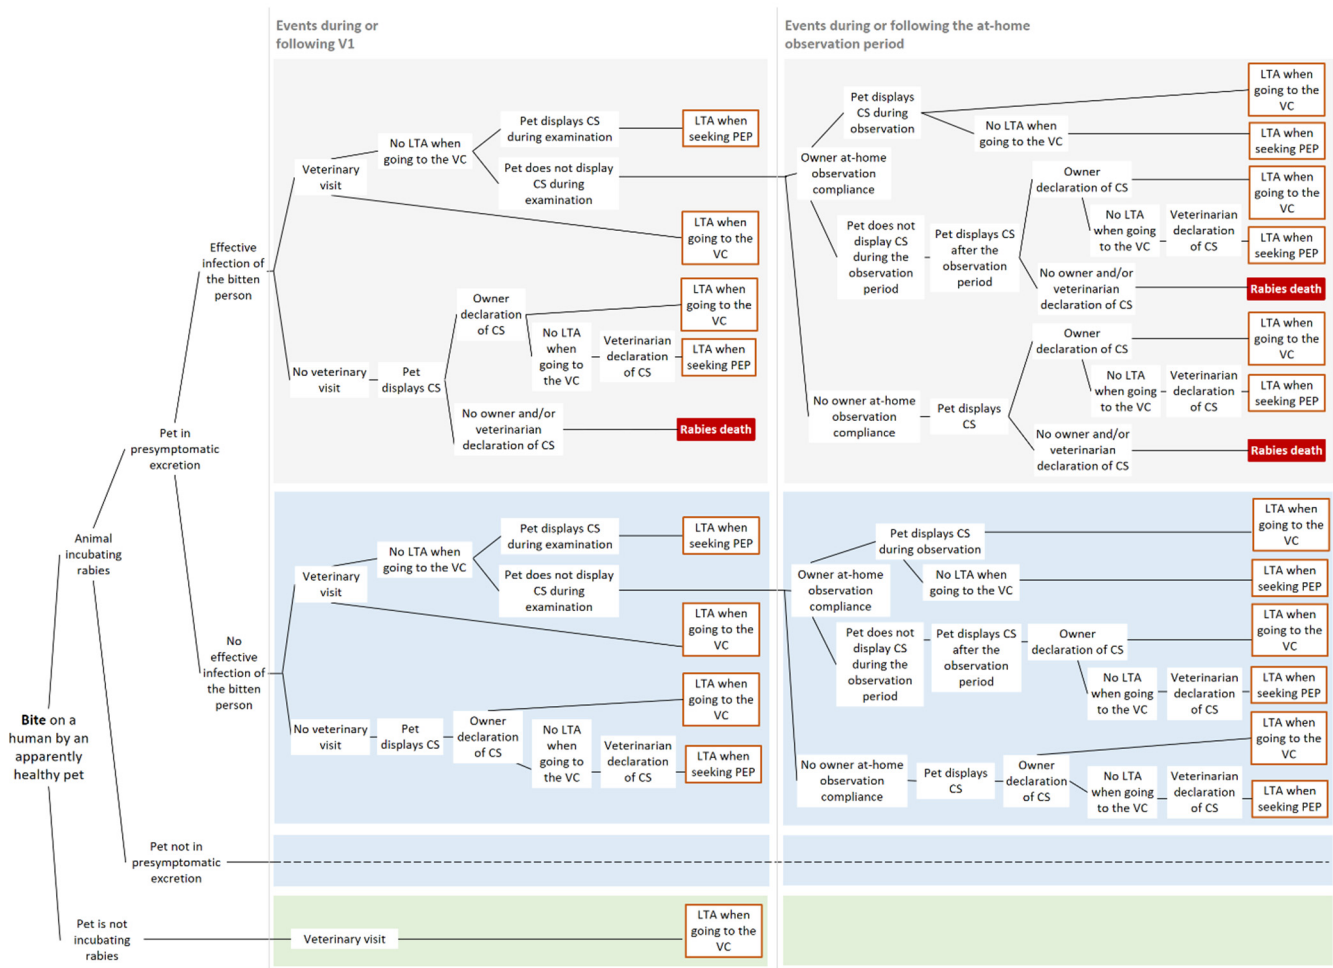 Events during or
following V1
Events during or following the at-home
observation period
Bite on a
human by an
apparently
healthy pet
Animal
incubating
rabies
Pet is not
incubating
rabies
Pet in
presymptomatic
excretion
Pet not in
presymptomatic
excretion
Effective
infection of
the bitten
person
No
effective
infection of
the bitten
person
Veterinary
visit
No LTA when
going to the VC
Pet displays CS
during examination
LTA when
seeking PEP
Pet does not display
CS during
examination
LTA when
going to the
VC
No veterinary
visit
Pet
displays CS
Owner
declaration
of CS
LTA when
going to the
VC
No LTA
when
going to
the VC
Veterinarian
declaration
of CS
LTA when
seeking PEP
No owner and/or
veterinarian
declaration of CS
Rabies death
Owner at-home
observation
compliance
Pet displays
CS during
observation
LTA when
going to the
VC
No LTA when
going to the VC
LTA when
seeking PEP
Pet does not
display CS
during the
observation
period
Pet displays CS
after the
observation
period
Owner
declaration of CS
LTA when
going to the
VC
No LTA
when going
to the VC
Veterinarian
declaration
of CS
LTA when
seeking PEP
No owner and/or
veterinarian
declaration of CS
Rabies death
No owner at-home
observation
compliance
Pet displays
CS
Owner
declaration of CS
LTA when
going to the
VC
No LTA
when going
to the VC
Veterinarian
declaration
of CS
LTA when
seeking PEP
No owner and/or
veterinarian
declaration of CS
Rabies death
Veterinary
visit
No LTA when
going to the VC
Pet displays CS
during examination
LTA when
seeking PEP
Pet does not display
CS during
examination
LTA when
going to the
VC
No veterinary
visit
Pet
displays CS
Owner
declaration
of CS
LTA when
going to the
VC
No LTA
when
going to
the VC
Veterinarian
declaration
of CS
LTA when
seeking PEP
Owner at-home
observation
compliance
Pet displays CS
during observation
LTA when
going to the
VC
No LTA when
going to the VC
LTA when
seeking PEP
Pet does not
display CS
during the
observation
period
Pet displays CS
after the
observation
period
Owner
declaration of CS
LTA when
going to the
VC
No LTA
when going
to the VC
Veterinarian
declaration
of CS
LTA when
seeking PEP
No owner at-home
observation
compliance
Pet displays
CS
Owner
declaration
of CS
LTA when
going to the
VC
No LTA
when going
to the VC
Veterinarian
declaration
of CS
LTA when
seeking PEP
Veterinary visit
LTA when
going to the
VC